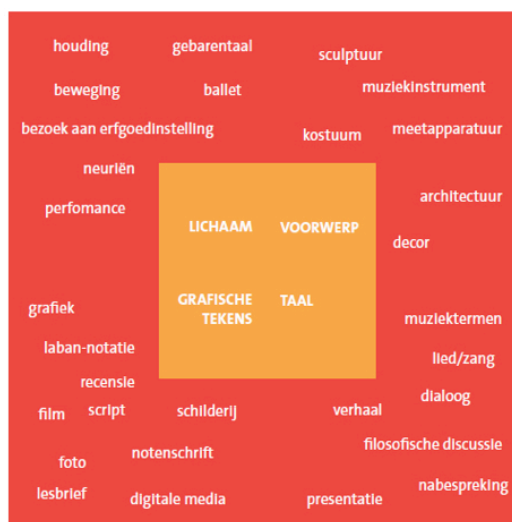 houding gebarentaal sculptuur
beweging ballet muziekinstrument
bezoek aan erfgoedinstelling kostuum meetapparatuur
neuriën
perfomance architectuur
LICHAAM VOORWERP
decor
GRAFISCHE TAAL
TEKENS
grafiek muziektermen
laban-notatie lied/zang
recensie dialoog
film script schilderij verhaal
filosofische discussie
foto notenschrift
lesbrief digitale media presentatie nabespreking